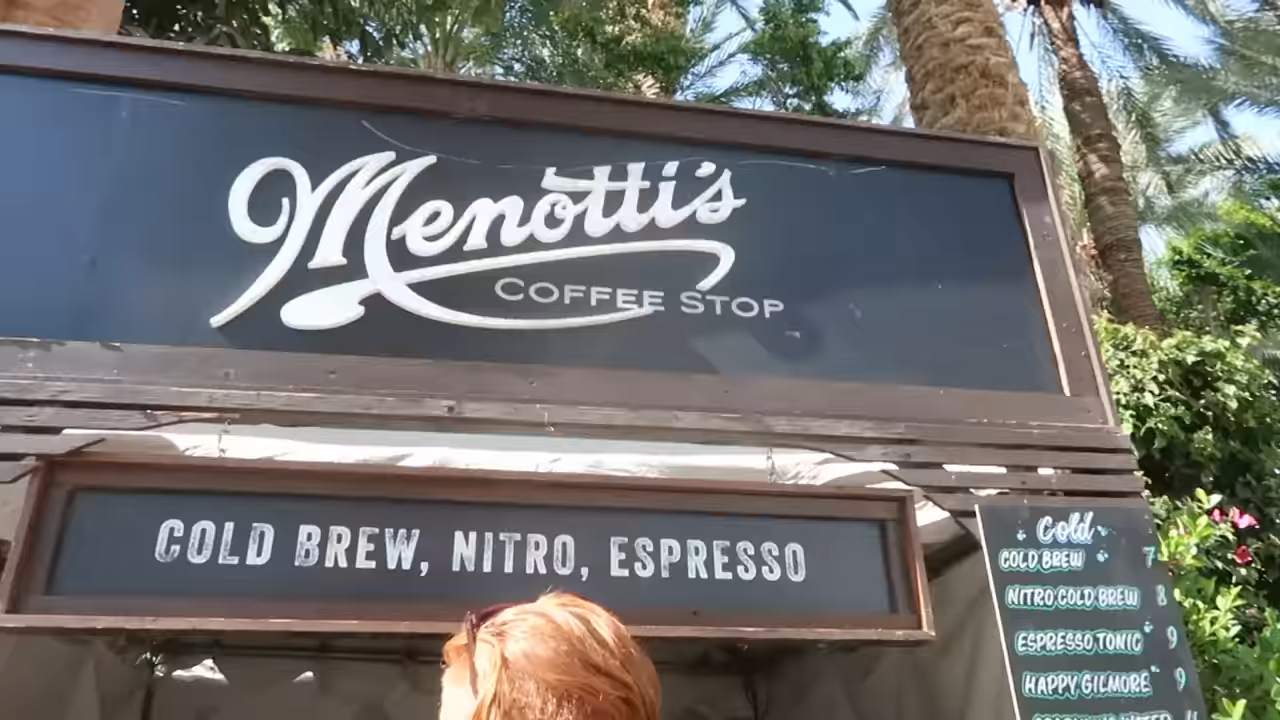 Menotti's
COFFEE STOP
COLD BREW, NITRO, ESPRESSO
Cold
COLD BREW 7
NITRO COLD BREW 8
ESPRESSO TONIC 9
HAPPY GILMORE 9